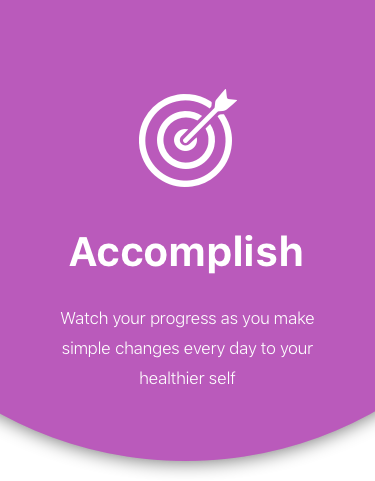 Accomplish
Watch your progress as you make
simple changes every day to your
healthier self